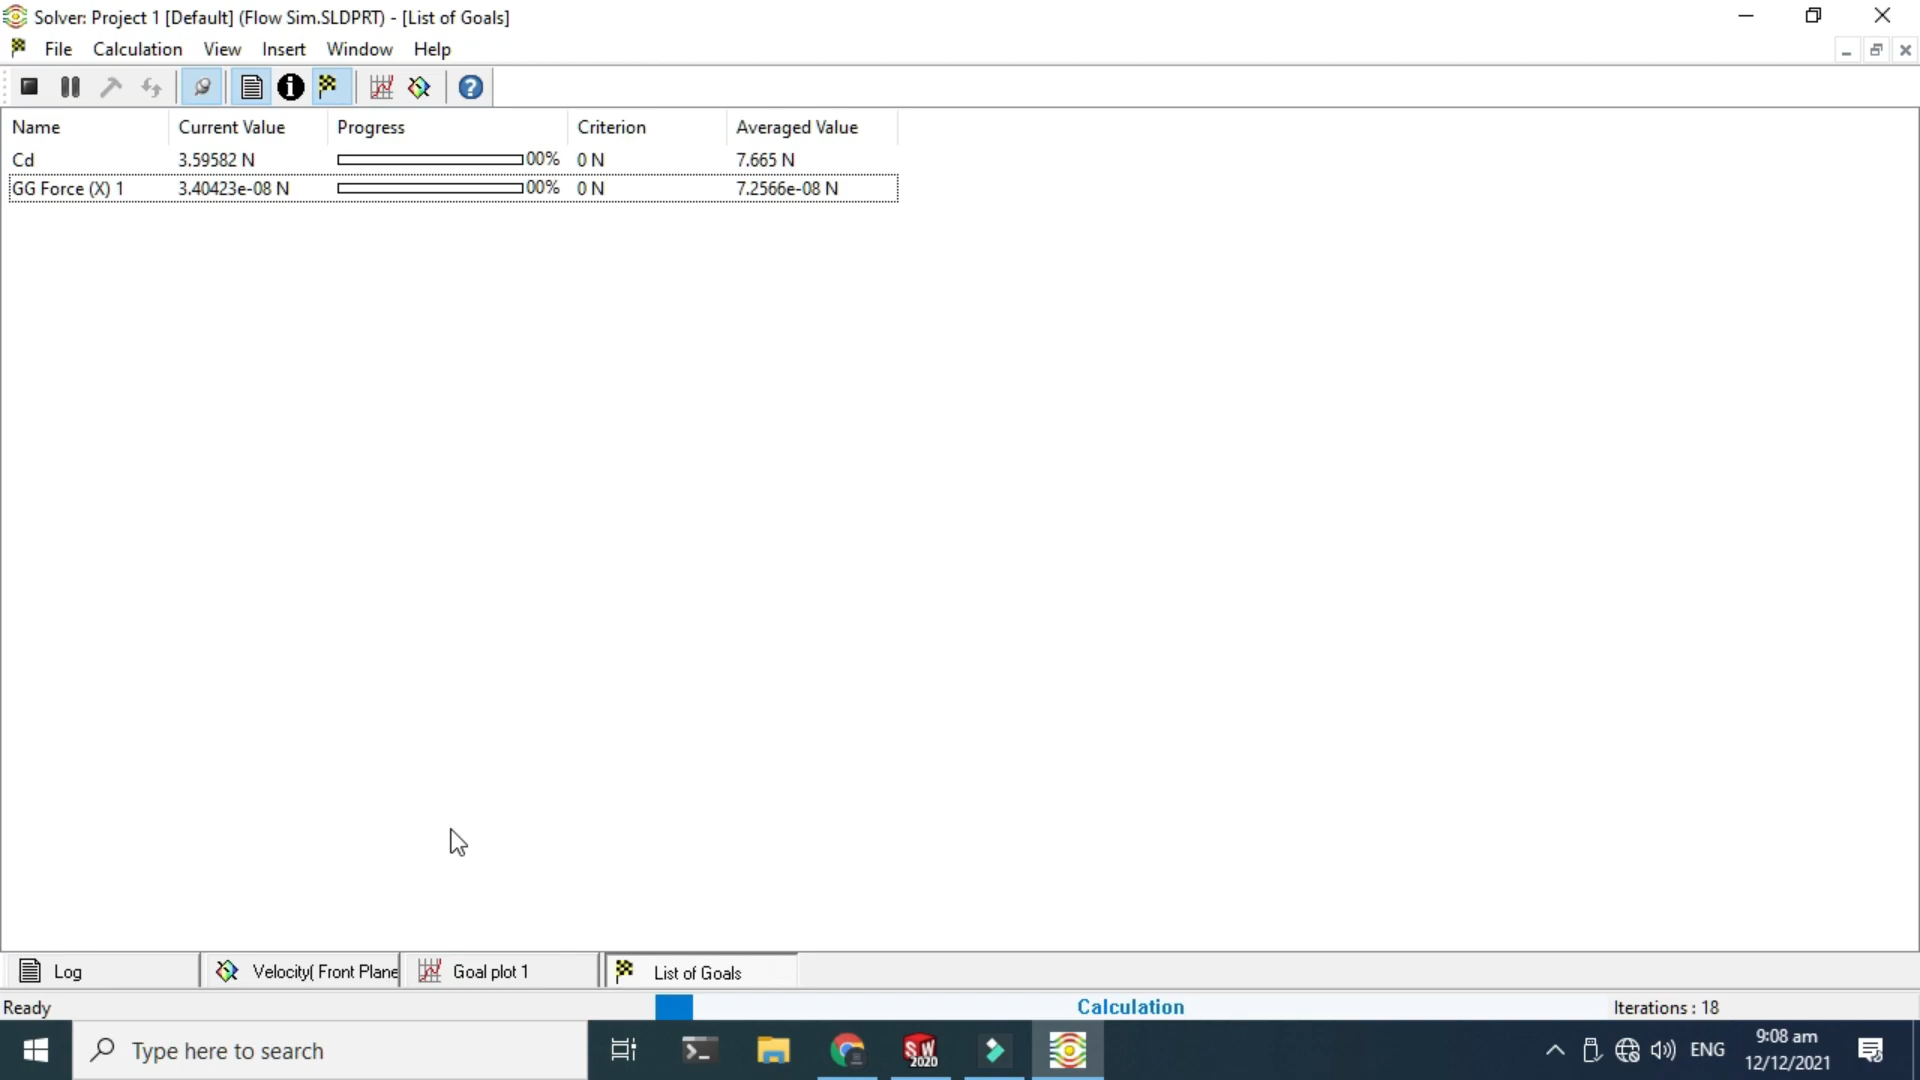 Solver: Project 1 [Default] (Flow Sim.SLDPRT) - [List of Goals]
File Calculation View Insert Window Help
Name Current Value Progress Criterion Averaged Value
Cd 3.59582 N 00% 0 N 7.665 N
GG Force (X) 1 3.40423e-08 N 00% 0 N 7.2566e-08 N
Log Velocity( Front Plane Goal plot 1 List of Goals
Ready Calculation Iterations : 18
Type here to search SW 2020 ENG 9:08 am
12/12/2021